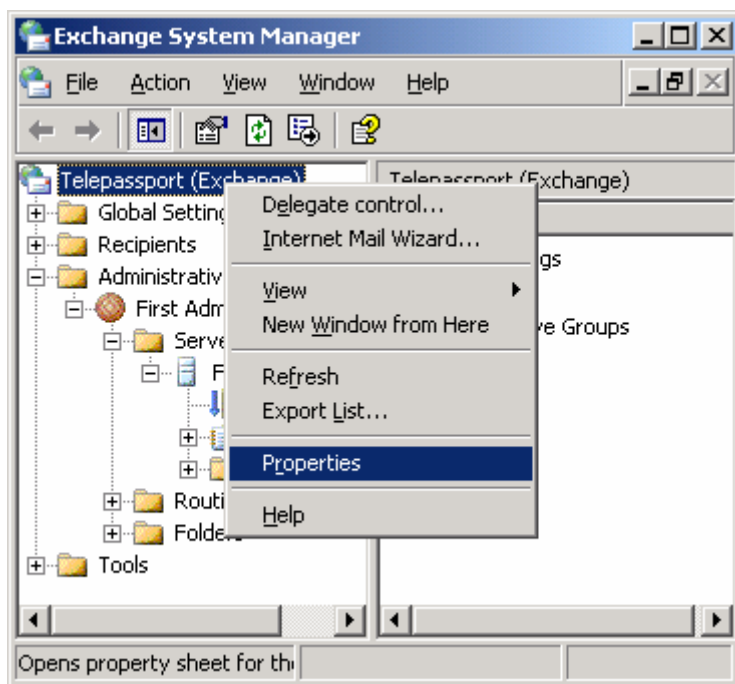 Exchange System Manager
File Action View Window Help
Telepassport (Exchange)
Telepassport (Exchange)
Global Setting
Recipients
Administrativ
First Adm
Serve
F
Routi
Folders
Tools
Delegate control...
Internet Mail Wizard...
View
New Window from Here
Refresh
Export List...
Properties
Help
gs
ve Groups
Opens property sheet for the